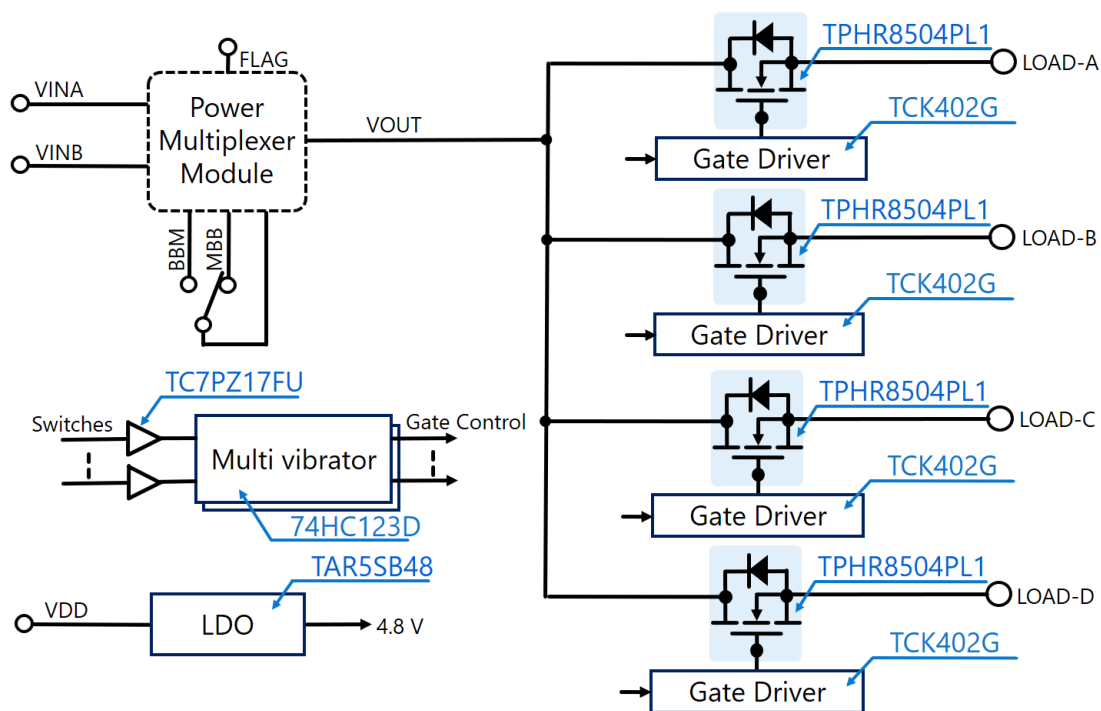 FLAG
VINA
VINB
Power
Multiplexer
Module
VOUT
BBM
MBB
TPHR8504PL1
LOAD-A
TCK402G
Gate Driver
TPHR8504PL1
LOAD-B
TCK402G
Gate Driver
TPHR8504PL1
LOAD-C
TCK402G
Gate Driver
TPHR8504PL1
LOAD-D
TCK402G
Gate Driver
TC7PZ17FU
Switches
Multi vibrator
Gate Control
74HC123D
TAR5SB48
VDD
LDO
4.8 V